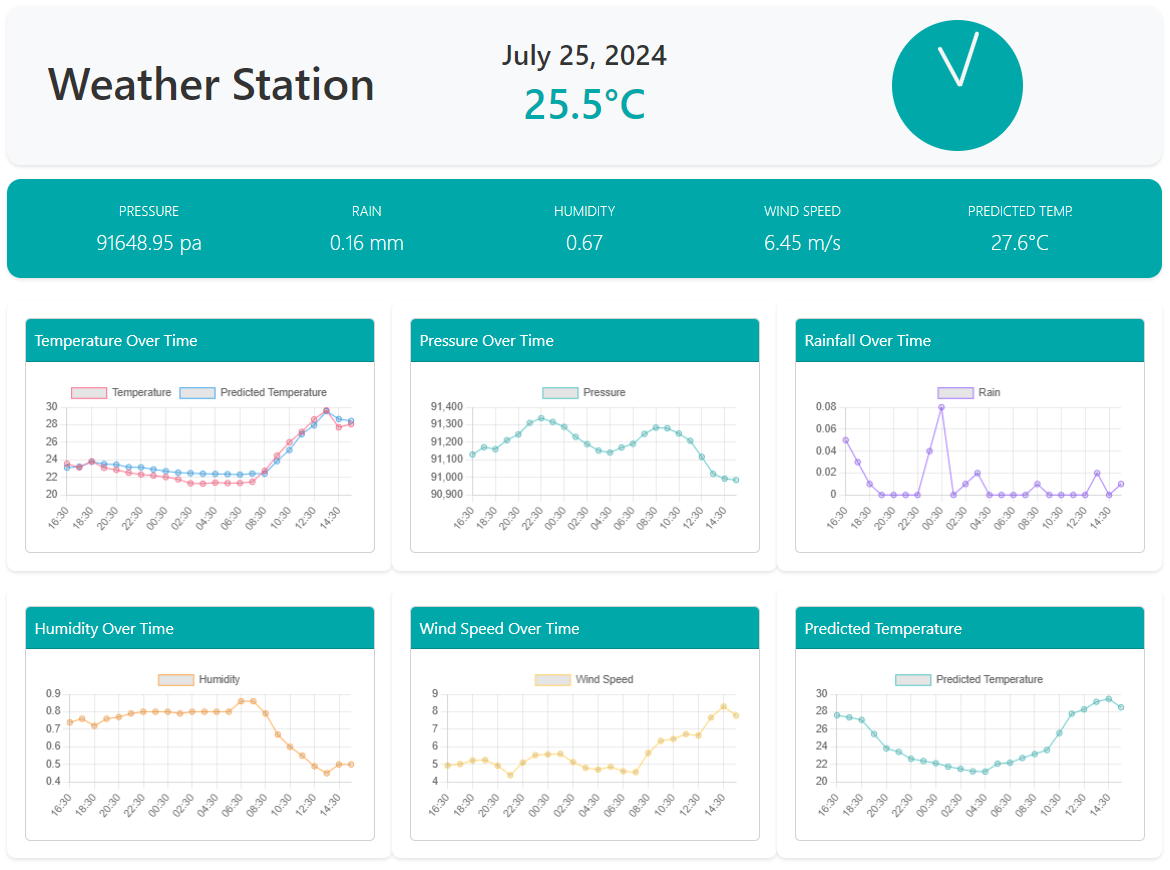 Weather Station
July 25, 2024
25.5°C
PRESSURE
91648.95 pa
RAIN
0.16 mm
HUMIDITY
0.67
WIND SPEED
6.45 m/s
PREDICTED TEMP.
27.6°C
Temperature Over Time
Temperature Predicted Temperature
30
28
26
24
22
20
16:30 18:30 20:30 22:30 00:30 02:30 04:30 06:30 08:30 10:30 12:30 14:30
Pressure Over Time
Pressure
91,400
91,300
91,200
91,100
91,000
90,900
16:30 18:30 20:30 22:30 00:30 02:30 04:30 06:30 08:30 10:30 12:30 14:30
Rainfall Over Time
Rain
0.08
0.06
0.04
0.02
0
16:30 18:30 20:30 22:30 00:30 02:30 04:30 06:30 08:30 10:30 12:30 14:30
Humidity Over Time
Humidity
0.9
0.8
0.7
0.6
0.5
0.4
16:30 18:30 20:30 22:30 00:30 02:30 04:30 06:30 08:30 10:30 12:30 14:30
Wind Speed Over Time
Wind Speed
9
8
7
6
5
4
16:30 18:30 20:30 22:30 00:30 02:30 04:30 06:30 08:30 10:30 12:30 14:30
Predicted Temperature
Predicted Temperature
30
28
26
24
22
20
16:30 18:30 20:30 22:30 00:30 02:30 04:30 06:30 08:30 10:30 12:30 14:30